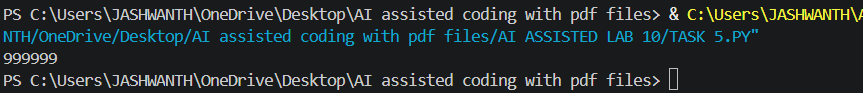 PS C:\Users\JASHWANTH\OneDrive\Desktop\AI assisted coding with pdf files> & C:\Users\JASHWANTH\A
NTH/OneDrive/Desktop/AI assisted coding with pdf files/AI ASSISTED LAB 10/TASK 5.PY"
999999
PS C:\Users\JASHWANTH\OneDrive\Desktop\AI assisted coding with pdf files>